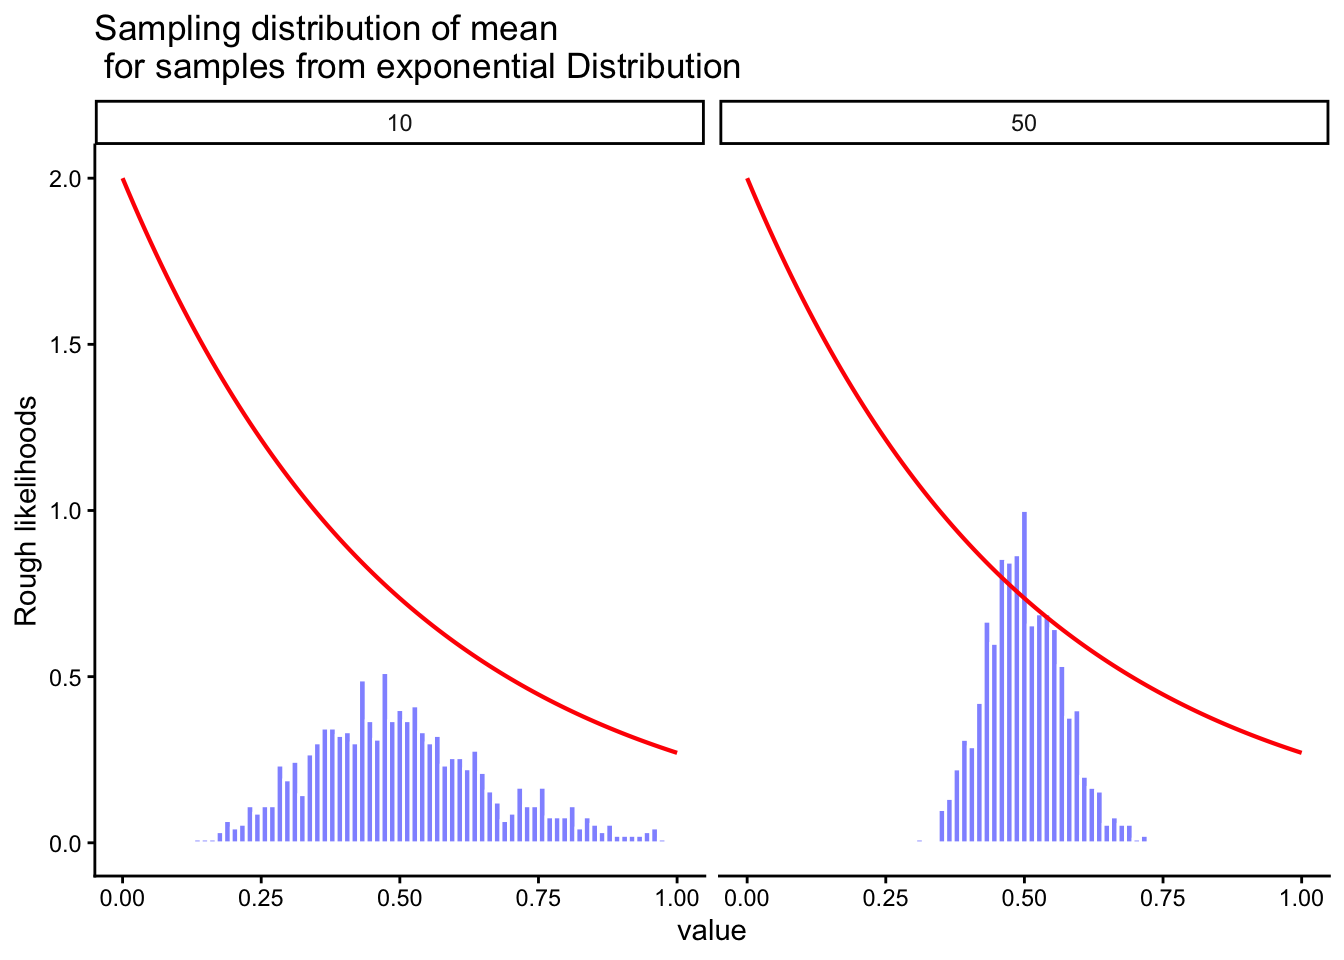 Sampling distribution of mean
for samples from exponential Distribution
10
50
2.0
1.5
1.0
0.5
0.0
Rough likelihoods
0.00 0.25 0.50 0.75 1.00
0.00 0.25 0.50 0.75 1.00
value